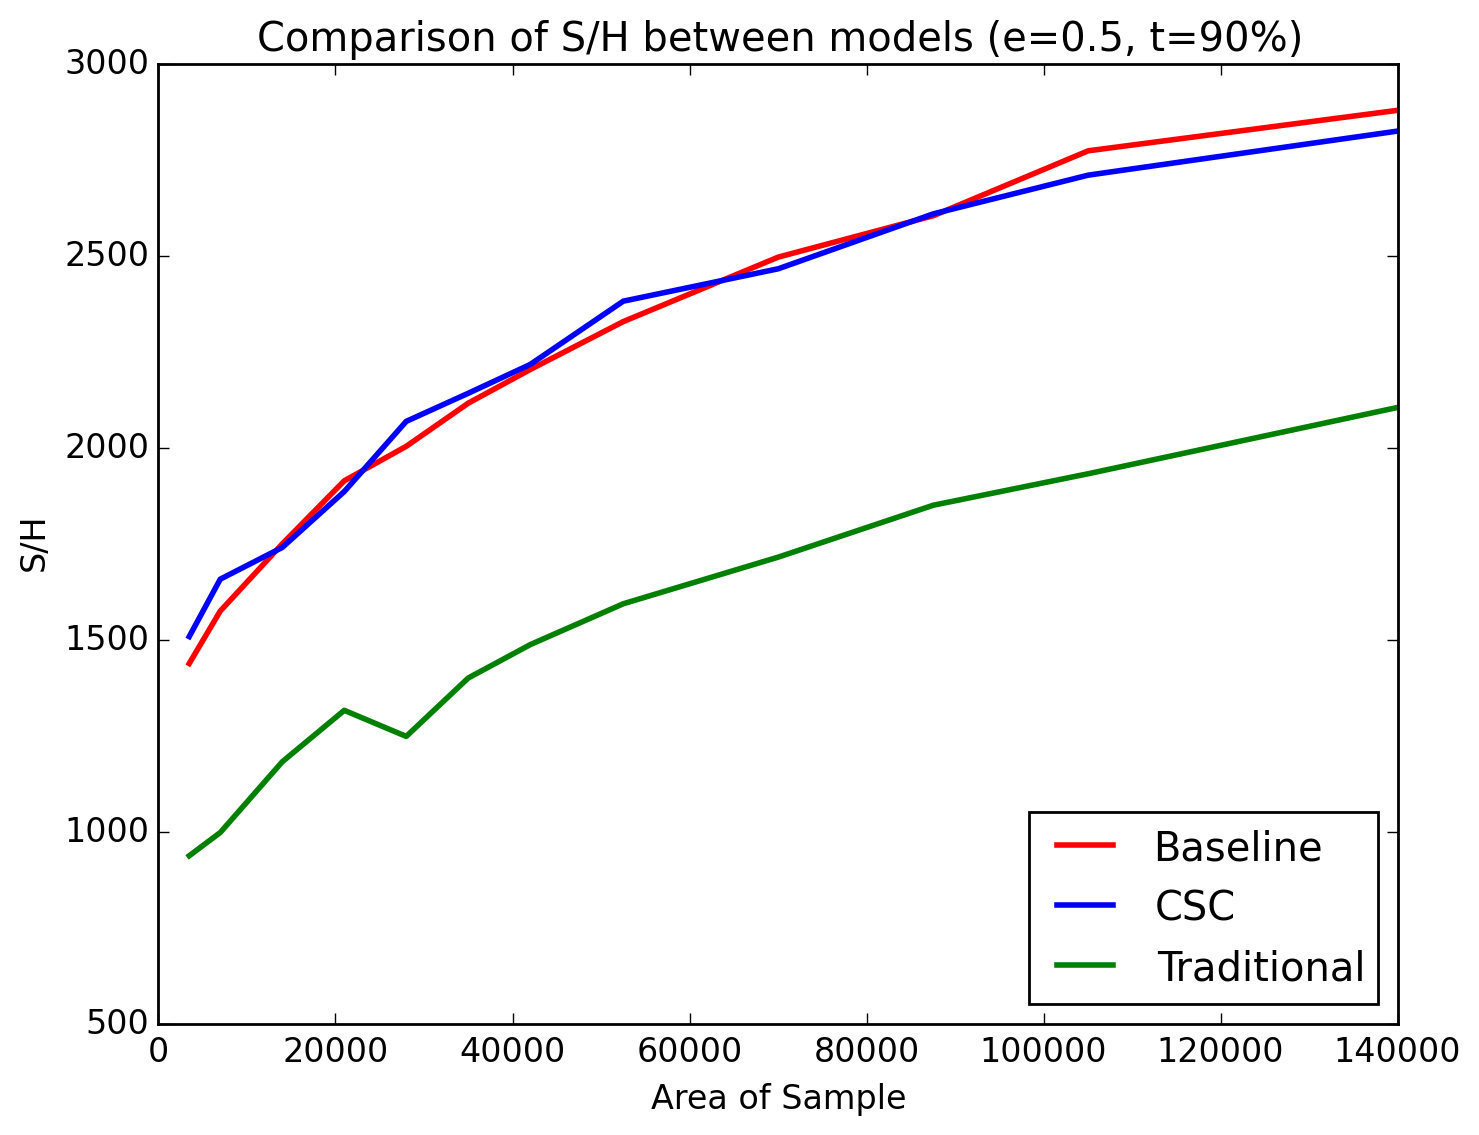 Comparison of S/H between models (e=0.5, t=90%)
3000
2500
2000
1500
1000
500
S/H
0 20000 40000 60000 80000 100000 120000 140000
Area of Sample
Baseline
CSC
Traditional